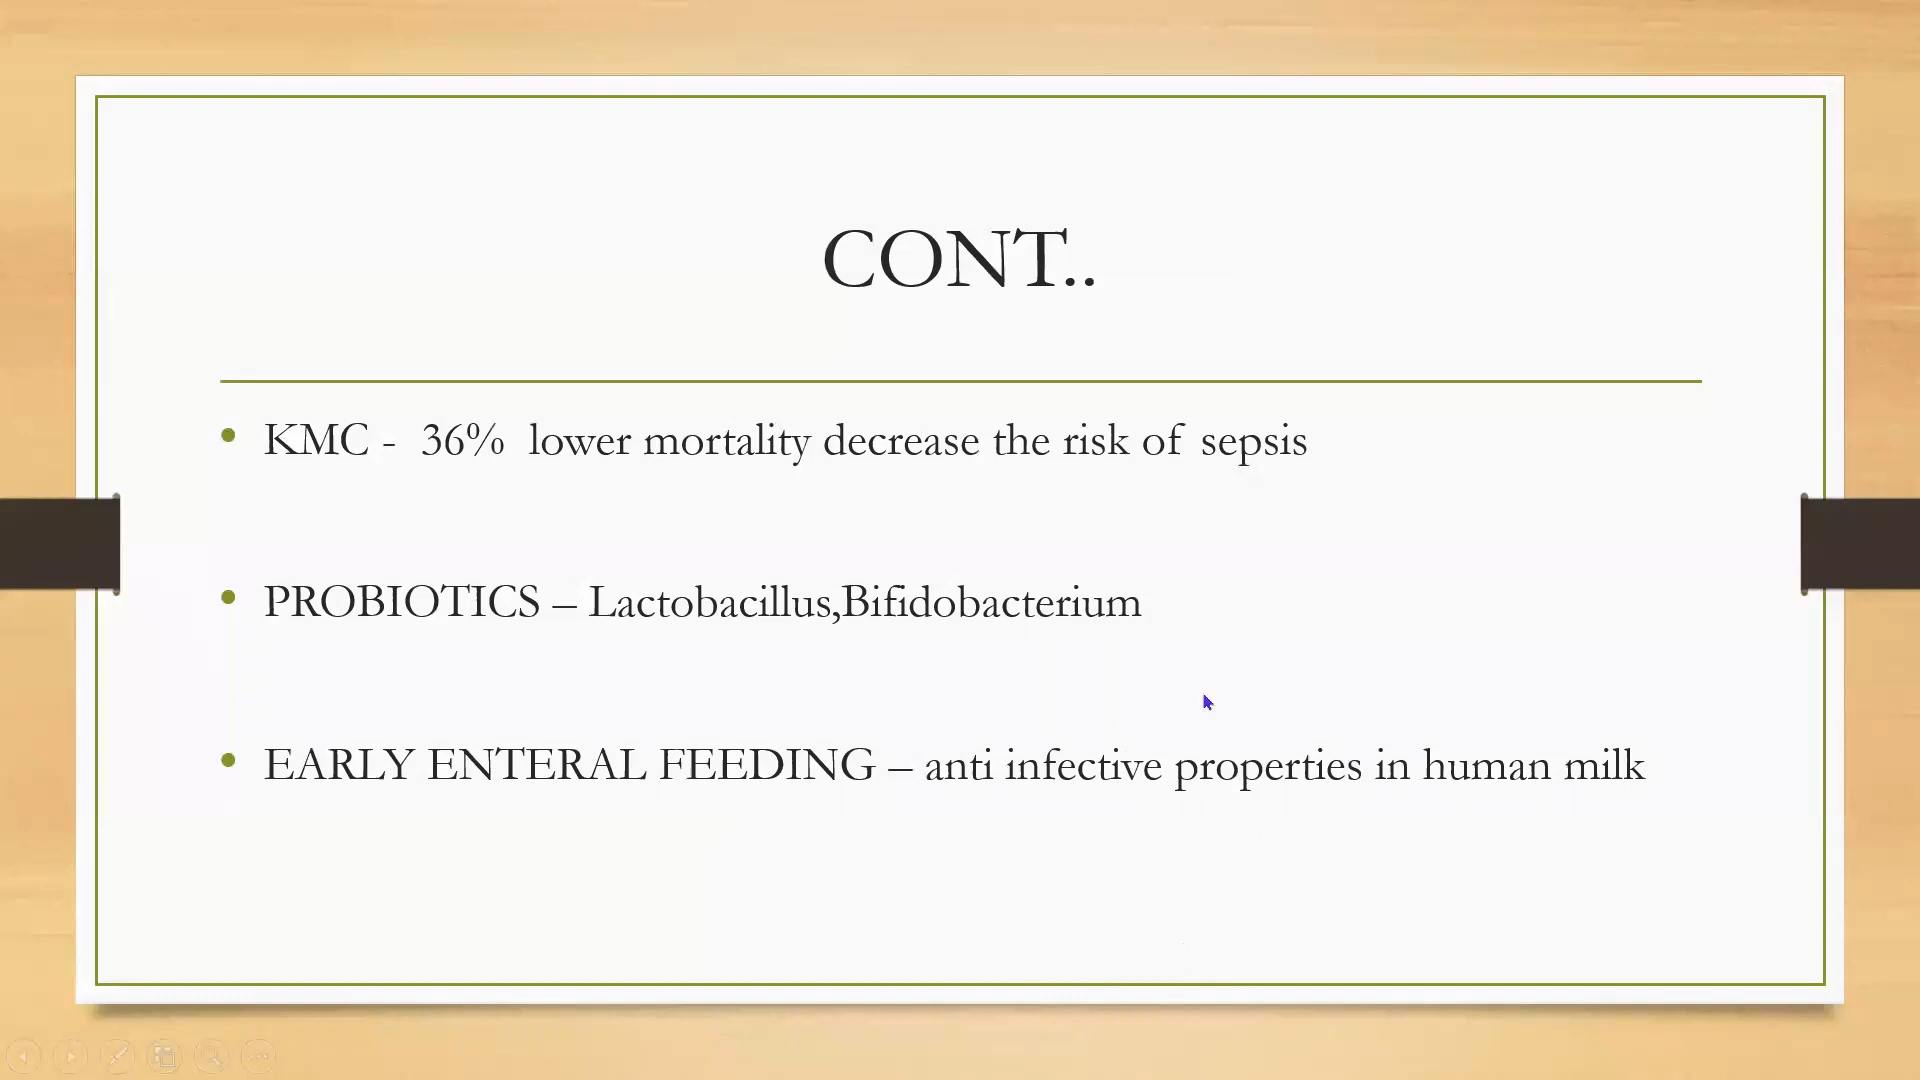 CONT..
• KMC -  36%  lower mortality decrease the risk of sepsis
• PROBIOTICS – Lactobacillus,Bifidobacterium
• EARLY ENTERAL FEEDING – anti infective properties in human milk